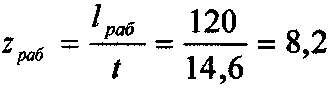 z_раб = l_раб / t = 120 / 14,6 = 8,2